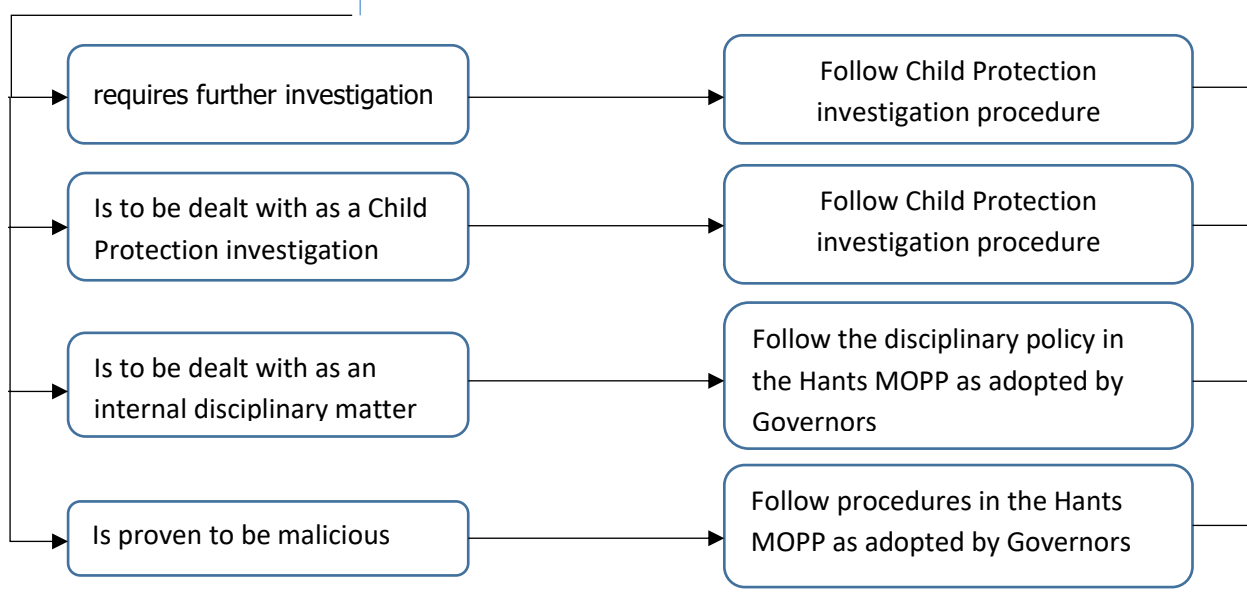 requires further investigation
Follow Child Protection
investigation procedure
Is to be dealt with as a Child
Protection investigation
Follow Child Protection
investigation procedure
Is to be dealt with as an
internal disciplinary matter
Follow the disciplinary policy in
the Hants MOPP as adopted by
Governors
Is proven to be malicious
Follow procedures in the Hants
MOPP as adopted by Governors